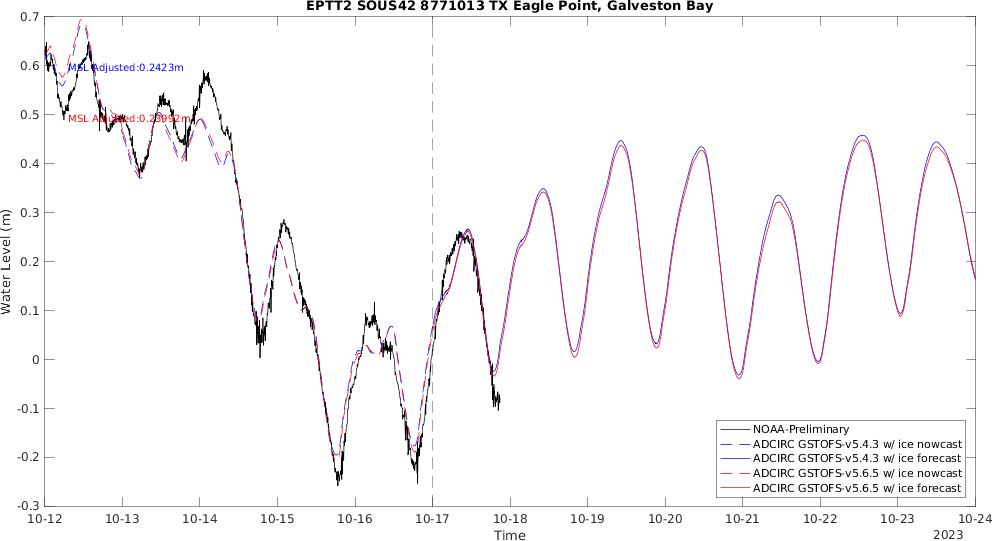 EPTT2 SOUS42 8771013 TX Eagle Point, Galveston Bay
0.7
0.6
0.5
0.4
0.3
0.2
0.1
0
-0.1
-0.2
-0.3
Water Level (m)
MSL Adjusted:0.2423m
MSL Adjusted:0.23992m
NOAA-Preliminary
ADCIRC GSTOFS-v5.4.3 w/ ice nowcast
ADCIRC GSTOFS-v5.4.3 w/ ice forecast
ADCIRC GSTOFS-v5.6.5 w/ ice nowcast
ADCIRC GSTOFS-v5.6.5 w/ ice forecast
10-12 10-13 10-14 10-15 10-16 10-17 10-18 10-19 10-20 10-21 10-22 10-23 10-24
Time
2023